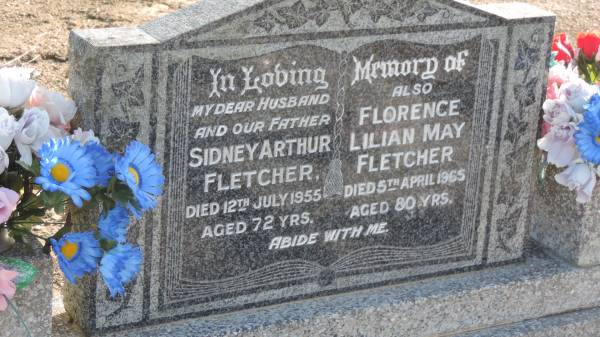 In Loving
MY DEAR HUSBAND
AND OUR FATHER
SIDNEY ARTHUR
FLETCHER,
DIED 12TH JULY 1955
AGED 72 YRS.
Memory of
ALSO
FLORENCE
LILIAN MAY
FLETCHER
DIED 5TH APRIL 1965
AGED 80 YRS.
ABIDE WITH ME.